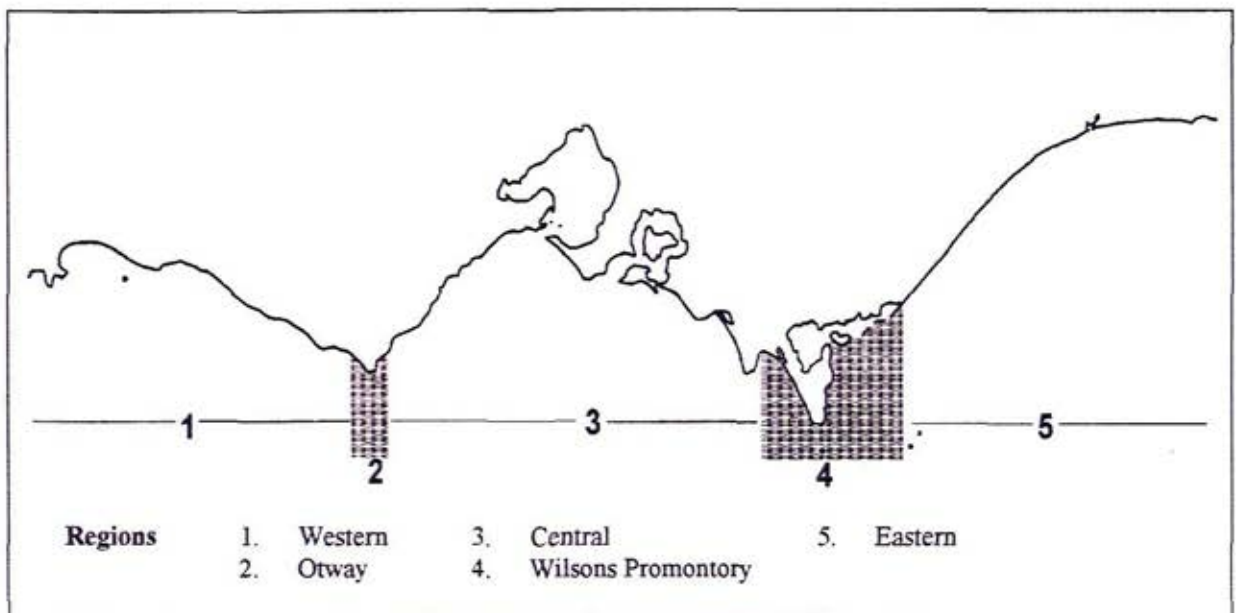 1
3
5
2
4
Regions 1. Western 3. Central 5. Eastern
2. Otway 4. Wilsons Promontory